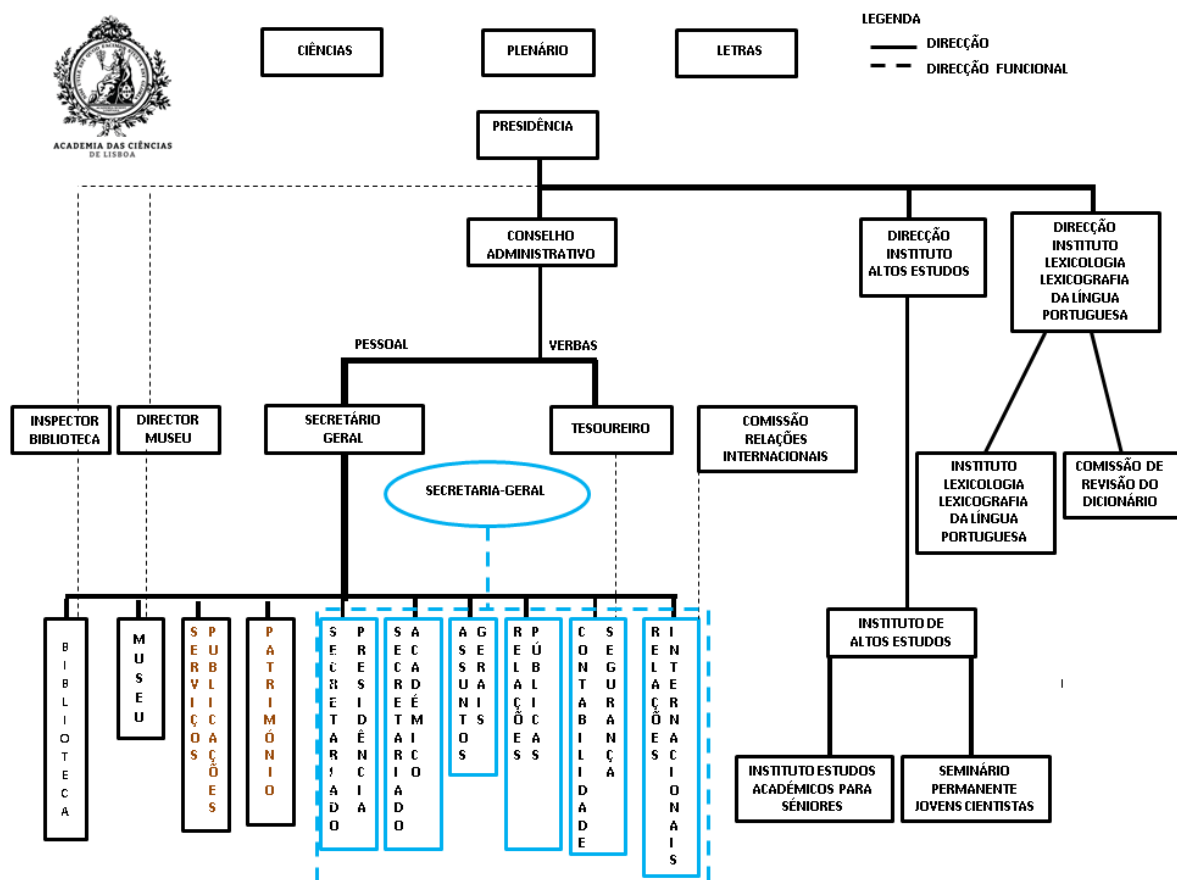 ACADEMIA DAS CIÊNCIAS
DE LISBOA
CIÊNCIAS
PLENÁRIO
LETRAS
LEGENDA
DIRECÇÃO
DIRECÇÃO FUNCIONAL
PRESIDÊNCIA
CONSELHO
ADMINISTRATIVO
DIRECÇÃO
INSTITUTO
ALTOS ESTUDOS
DIRECÇÃO
INSTITUTO
LEXICOLOGIA
LEXICOGRAFIA
DA LÍNGUA
PORTUGUESA
PESSOAL
VERBAS
INSPECTOR
BIBLIOTECA
DIRECTOR
MUSEU
SECRETÁRIO
GERAL
TESOUREIRO
COMISSÃO
RELAÇÕES
INTERNACIONAIS
INSTITUTO
LEXICOLOGIA
LEXICOGRAFIA
DA LÍNGUA
PORTUGUESA
COMISSÃO DE
REVISÃO DO
DICIONÁRIO
SECRETARIA-GERAL
BIBLIOTECA
MUSEU
SERVIÇOS
PUBLICAÇÕES
PATRIMÓNIO
SECRETARIADO
PRESIDÊNCIA
SECRETARIADO
ACADÉMICO
ASSUNTOS
GERAIS
RELAÇÕES
PÚBLICAS
CONTABILIDADE
SEGURANÇA
RELAÇÕES
INTERNACIONAIS
INSTITUTO DE
ALTOS ESTUDOS
INSTITUTO ESTUDOS
ACADÉMICOS PARA
SÉNIORES
SEMINÁRIO
PERMANENTE
JOVENS CIENTISTAS